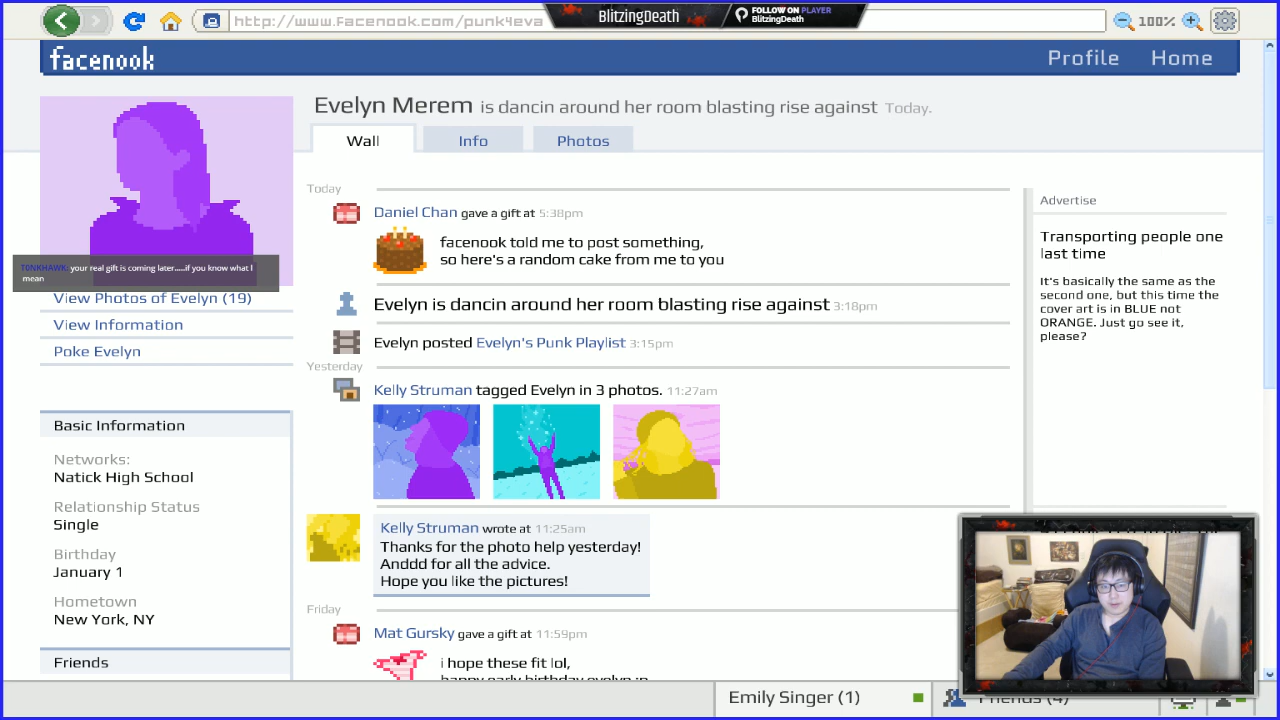 http://www.facenook.com/punk4eva
BlitzingDeath
FOLLOW ON PLAYER
BlitzingDeath
100%
facenook
Profile
Home
Evelyn Merem is dancin around her room blasting rise against Today.
Wall
Info
Photos
Today
Daniel Chan gave a gift at 5:38pm
facenook told me to post something,
so here's a random cake from me to you
Evelyn is dancin around her room blasting rise against 3:18pm
Evelyn posted Evelyn's Punk Playlist 3:15pm
Yesterday
Kelly Struman tagged Evelyn in 3 photos. 11:27am
Kelly Struman wrote at 11:25am
Thanks for the photo help yesterday!
Anddd for all the advice.
Hope you like the pictures!
Friday
Mat Gursky gave a gift at 11:59pm
i hope these fit lol,
happy early birthday evelyn :p
T0NKHAWK: your real gift is coming later.....if you know what I
mean
View Photos of Evelyn (19)
View Information
Poke Evelyn
Basic Information
Networks:
Natick High School
Relationship Status
Single
Birthday
January 1
Hometown
New York, NY
Friends
Advertise
Transporting people one
last time
It's basically the same as the
second one, but this time the
cover art is in BLUE not
ORANGE. Just go see it,
please?
Emily Singer (1)
Friends (4)